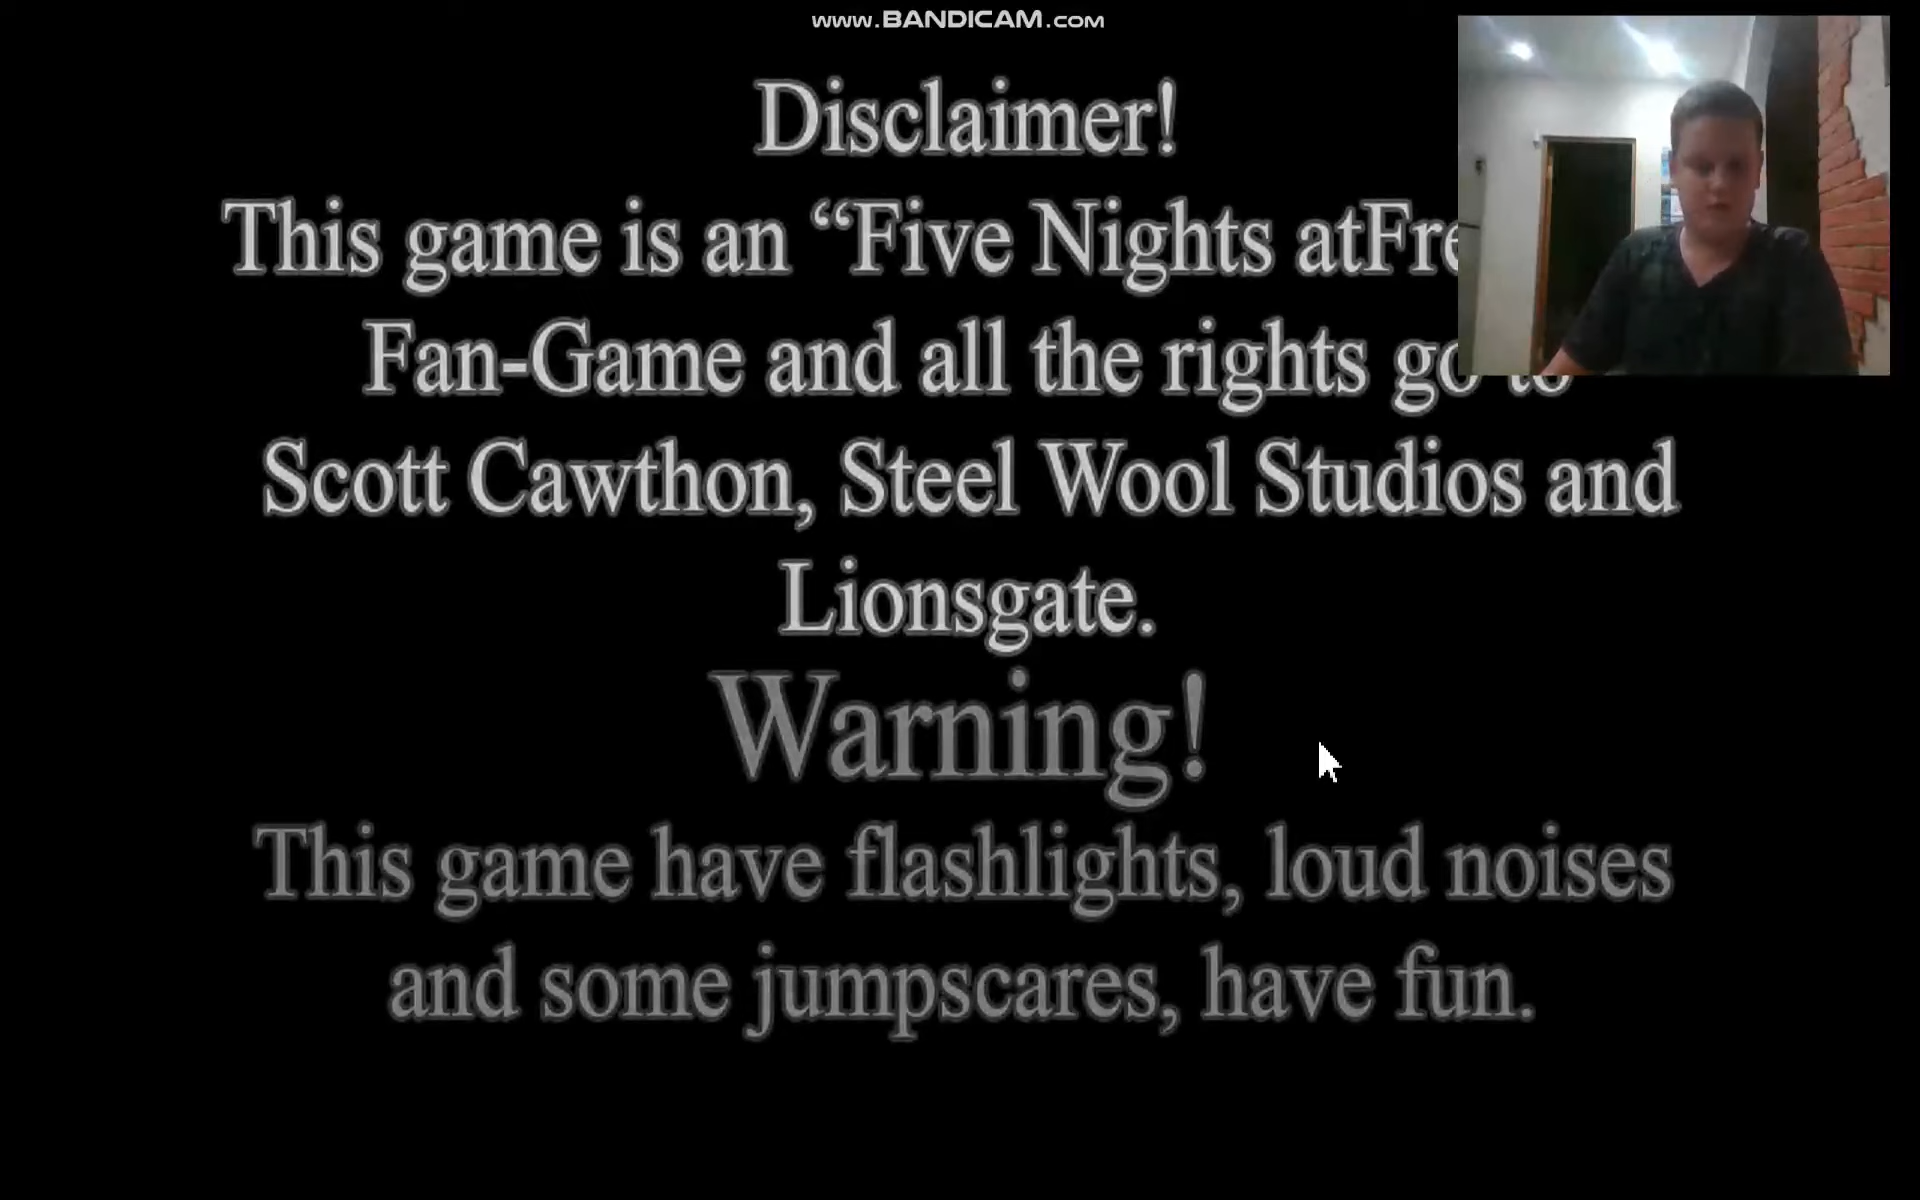 www.BANDICAM.com
Disclaimer!
This game is an “Five Nights atFre
Fan-Game and all the rights go to
Scott Cawthon, Steel Wool Studios and
Lionsgate.
Warning!
This game have flashlights, loud noises
and some jumpscares, have fun.